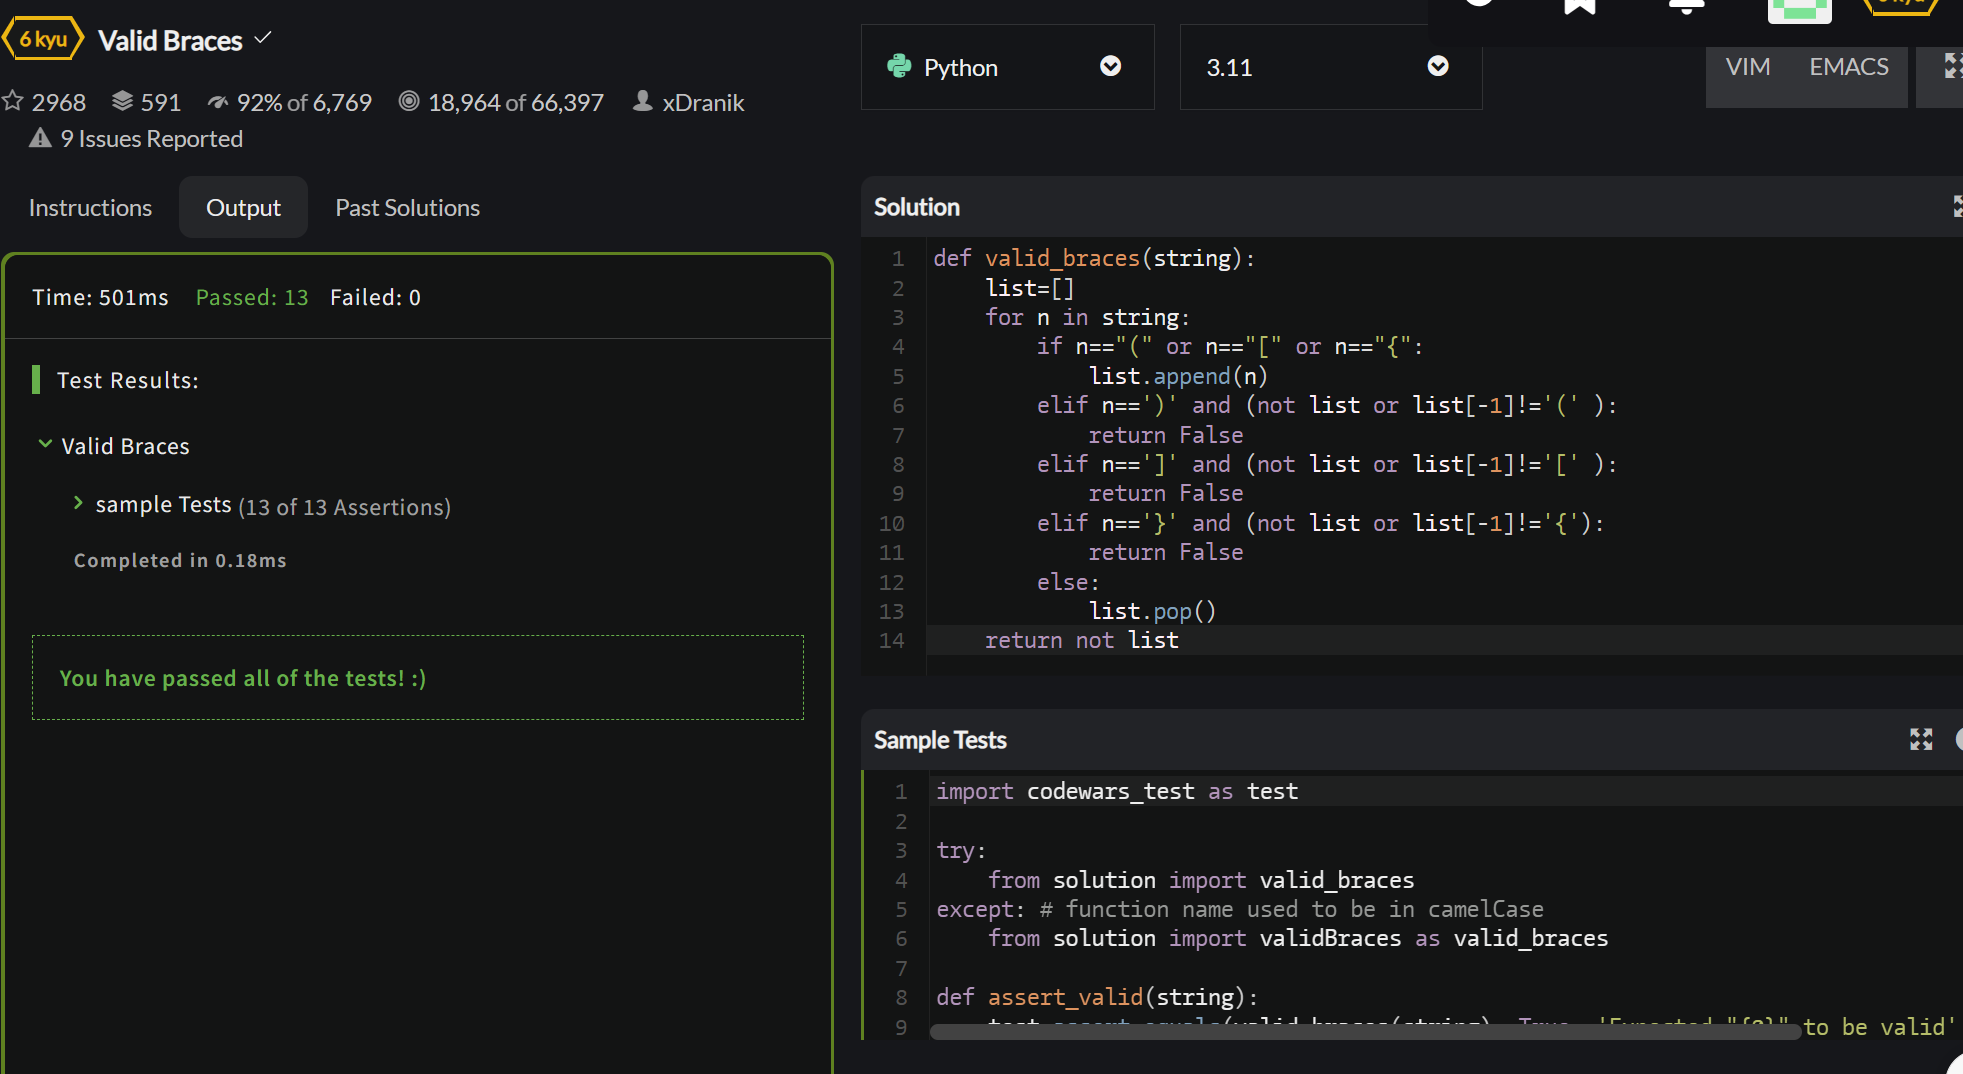 6 kyu Valid Braces
2968 591 92% of 6,769 18,964 of 66,397 xDranik
9 Issues Reported
Instructions Output Past Solutions
Time: 501ms Passed: 13 Failed: 0
Test Results:
Valid Braces
sample Tests (13 of 13 Assertions)
Completed in 0.18ms
You have passed all of the tests! :)
Python 3.11 VIM EMACS
Solution
1 def valid_braces(string):
2     list=[]
3     for n in string:
4         if n=="(" or n=="[" or n=="{":
5             list.append(n)
6         elif n==')' and (not list or list[-1]!='(' ):
7             return False
8         elif n==']' and (not list or list[-1]!='[' ):
9             return False
10         elif n=='}' and (not list or list[-1]!='{'):
11             return False
12         else:
13             list.pop()
14     return not list
Sample Tests
1 import codewars_test as test
2
3 try:
4     from solution import valid_braces
5 except: # function name used to be in camelCase
6     from solution import validBraces as valid_braces
7
8 def assert_valid(string):
9 to be valid'